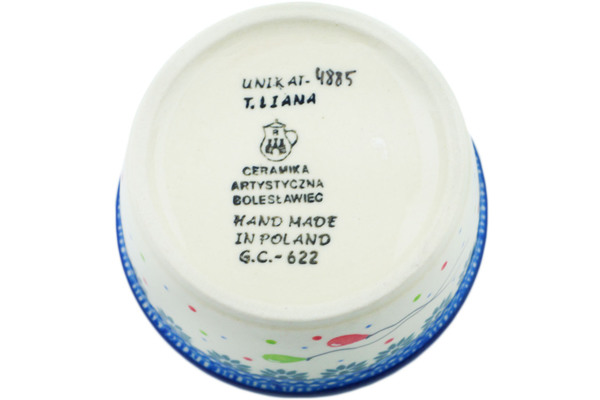 UNIKAT-4885
T.LIANA
CERAMIKA
ARTYSTYCZNA
BOLESŁAWIEC
HAND MADE
IN POLAND
G.C.-622